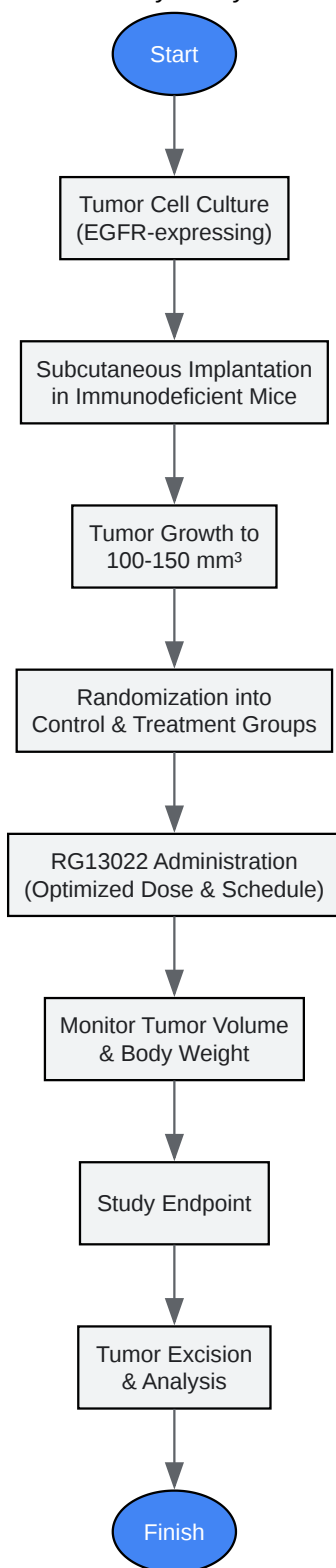 Start
Tumor Cell Culture
(EGFR-expressing)
Subcutaneous Implantation
in Immunodeficient Mice
Tumor Growth to
100-150 mm³
Randomization into
Control & Treatment Groups
RG13022 Administration
(Optimized Dose & Schedule)
Monitor Tumor Volume
& Body Weight
Study Endpoint
Tumor Excision
& Analysis
Finish